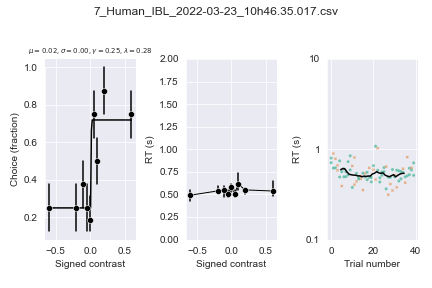 7_Human_IBL_2022-03-23_10h46.35.017.csv
μ = 0.02, σ = 0.00, γ = 0.25, λ = 0.28
Choice (fraction)
1.0
0.8
0.6
0.4
0.2
−0.5 0.0 0.5
Signed contrast
RT (s)
2.00
1.75
1.50
1.25
1.00
0.75
0.50
0.25
0.00
−0.5 0.0 0.5
Signed contrast
RT (s)
10
1
0.1
0 20 40
Trial number